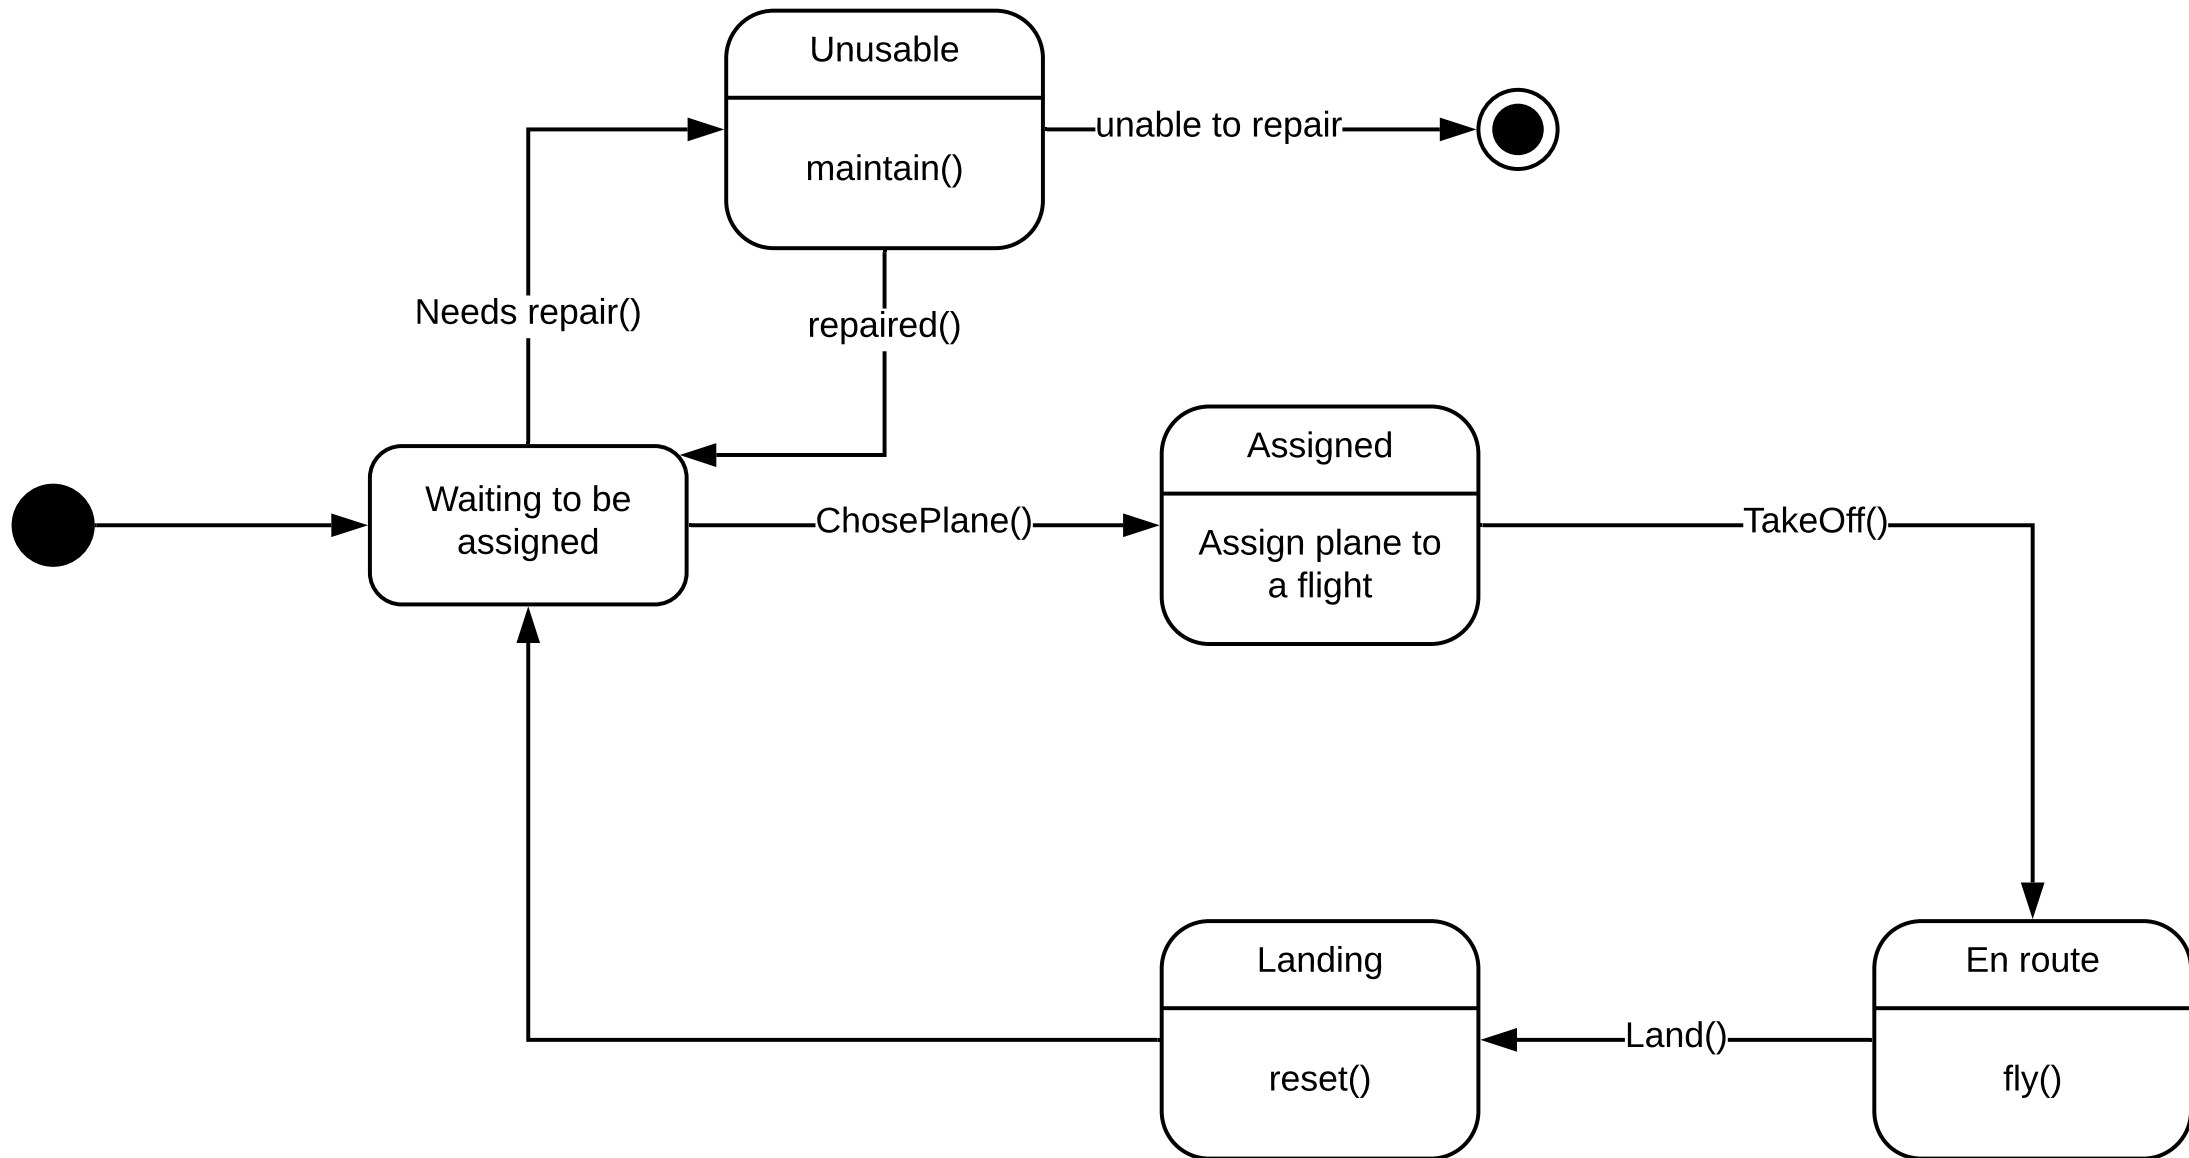 Unusable
maintain()
unable to repair
Needs repair()
repaired()
Waiting to be
assigned
ChosePlane()
Assigned
Assign plane to
a flight
TakeOff()
Landing
reset()
Land()
En route
fly()